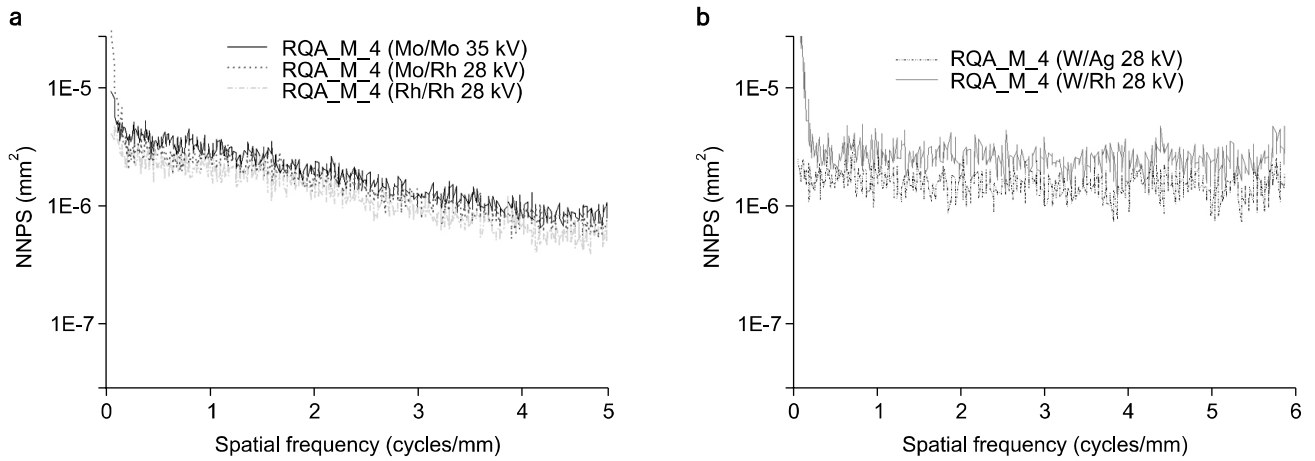 a
RQA_M_4 (Mo/Mo 35 kV)
RQA_M_4 (Mo/Rh 28 kV)
RQA_M_4 (Rh/Rh 28 kV)
1E-5
1E-6
1E-7
NNPS (mm²)
0 1 2 3 4 5
Spatial frequency (cycles/mm)
b
RQA_M_4 (W/Ag 28 kV)
RQA_M_4 (W/Rh 28 kV)
1E-5
1E-6
1E-7
NNPS (mm²)
0 1 2 3 4 5 6
Spatial frequency (cycles/mm)